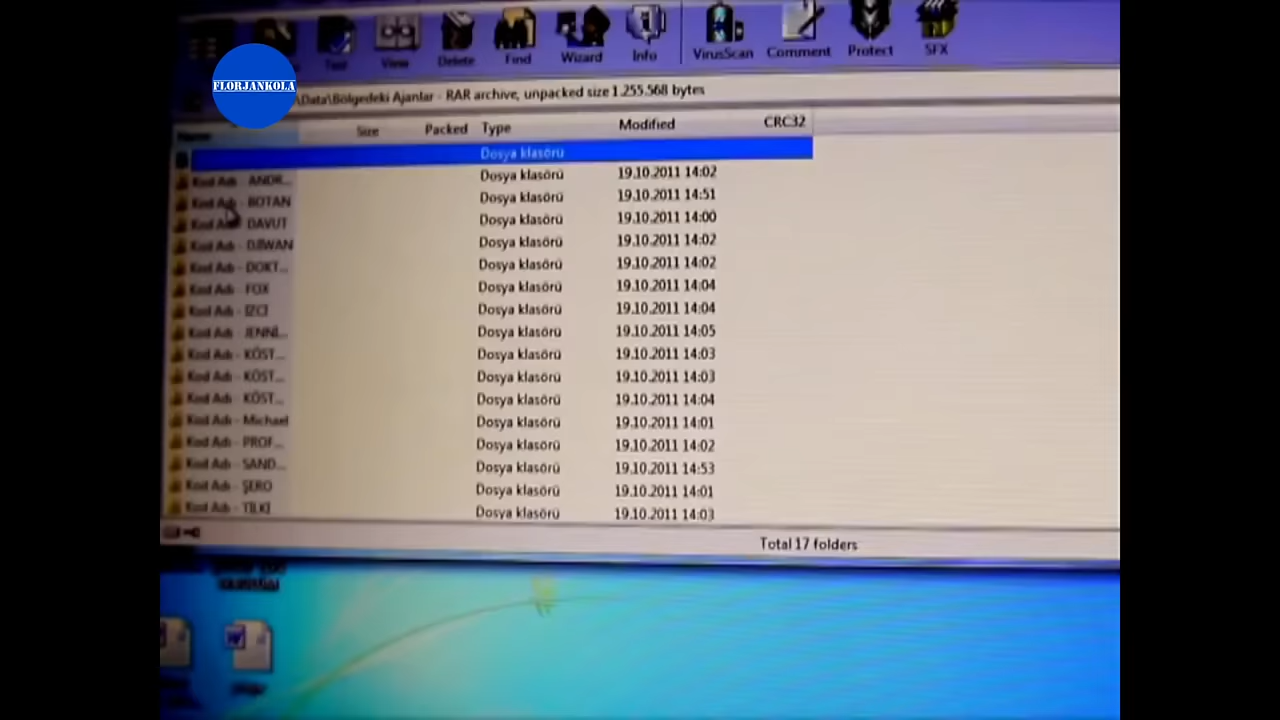 View Delete Find Wizard Info VirusScan Comment Protect SFX
FLORJANKOLA
\Data\Bölgedeki Ajanlar - RAR archive, unpacked size 1.255.568 bytes
Name Size Packed Type Modified CRC32
Dosya klasörü
Kod Adı - ANDR... Dosya klasörü 19.10.2011 14:02
Kod Adı - BOTAN Dosya klasörü 19.10.2011 14:51
Kod Adı - DAVUT Dosya klasörü 19.10.2011 14:00
Kod Adı - DJIWAN Dosya klasörü 19.10.2011 14:02
Kod Adı - DOKT... Dosya klasörü 19.10.2011 14:02
Kod Adı - FOX Dosya klasörü 19.10.2011 14:04
Kod Adı - İZCİ Dosya klasörü 19.10.2011 14:04
Kod Adı - JENNİ... Dosya klasörü 19.10.2011 14:05
Kod Adı - KÖST... Dosya klasörü 19.10.2011 14:03
Kod Adı - KÖST... Dosya klasörü 19.10.2011 14:03
Kod Adı - KÖST... Dosya klasörü 19.10.2011 14:04
Kod Adı - Michael Dosya klasörü 19.10.2011 14:01
Kod Adı - PROF... Dosya klasörü 19.10.2011 14:02
Kod Adı - SAND... Dosya klasörü 19.10.2011 14:53
Kod Adı - ŞERO Dosya klasörü 19.10.2011 14:01
Kod Adı - TİLKİ Dosya klasörü 19.10.2011 14:03
Total 17 folders